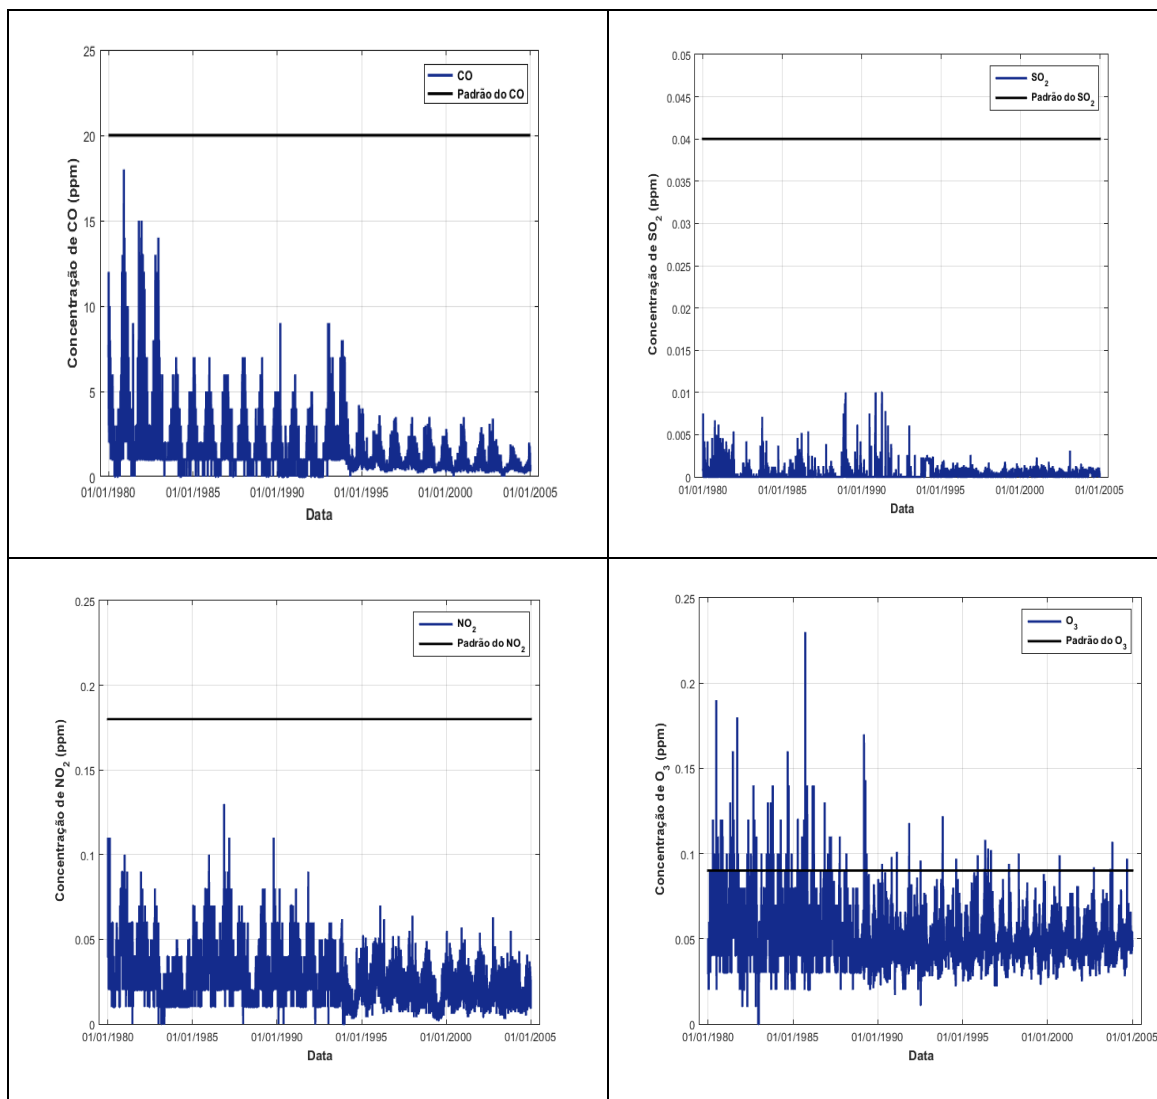 25
20
15
10
5
0
Concentração de CO (ppm)
CO
Padrão do CO
01/01/1980 01/01/1985 01/01/1990 01/01/1995 01/01/2000 01/01/2005
Data
0.05
0.045
0.04
0.035
0.03
0.025
0.02
0.015
0.01
0.005
0
Concentração de SO2 (ppm)
SO2
Padrão do SO2
01/01/1980 01/01/1985 01/01/1990 01/01/1995 01/01/2000 01/01/2005
Data
0.25
0.2
0.15
0.1
0.05
0
Concentração de NO2 (ppm)
NO2
Padrão do NO2
01/01/1980 01/01/1985 01/01/1990 01/01/1995 01/01/2000 01/01/2005
Data
0.25
0.2
0.15
0.1
0.05
0
Concentração de O3 (ppm)
O3
Padrão do O3
01/01/1980 01/01/1985 01/01/1990 01/01/1995 01/01/2000 01/01/2005
Data